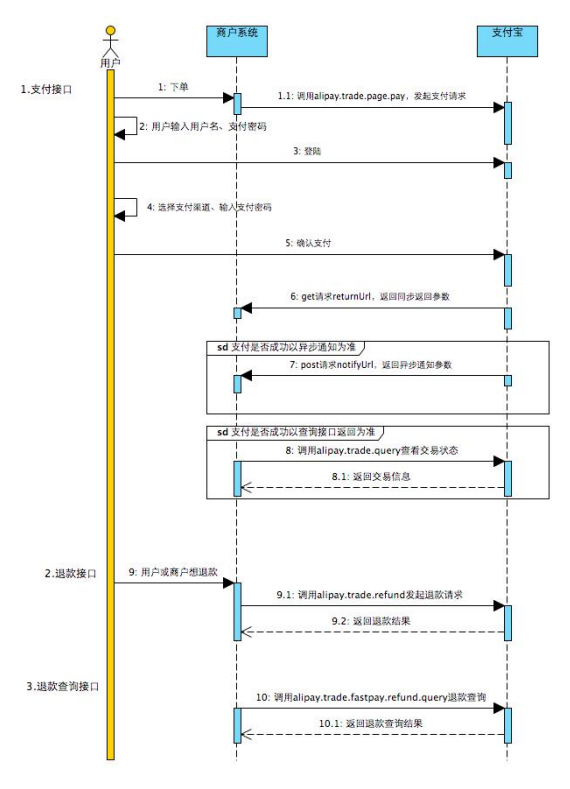 商户系统
支付宝
用户
1.支付接口
1: 下单
1.1: 调用alipay.trade.page.pay，发起支付请求
2: 用户输入用户名、支付密码
3: 登陆
4: 选择支付渠道、输入支付密码
5: 确认支付
6: get请求returnUrl，返回同步返回参数
sd 支付是否成功以异步通知为准
7: post请求notifyUrl，返回异步通知参数
sd 支付是否成功以查询接口返回为准
8: 调用alipay.trade.query查看交易状态
8.1: 返回交易信息
2.退款接口
9: 用户或商户想退款
9.1: 调用alipay.trade.refund发起退款请求
9.2: 返回退款结果
3.退款查询接口
10: 调用alipay.trade.fastpay.refund.query退款查询
10.1: 返回退款查询结果